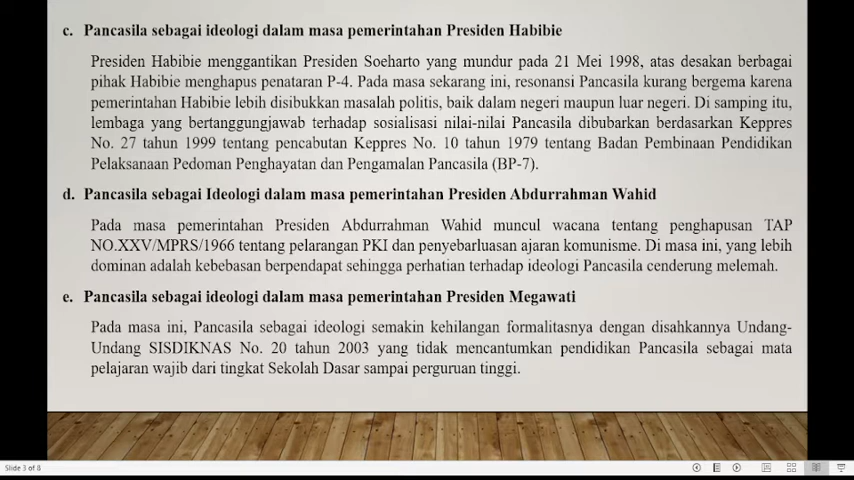 c. Pancasila sebagai ideologi dalam masa pemerintahan Presiden Habibie
Presiden Habibie menggantikan Presiden Soeharto yang mundur pada 21 Mei 1998, atas desakan berbagai
pihak Habibie menghapus penataran P-4. Pada masa sekarang ini, resonansi Pancasila kurang bergema karena
pemerintahan Habibie lebih disibukkan masalah politis, baik dalam negeri maupun luar negeri. Di samping itu,
lembaga yang bertanggungjawab terhadap sosialisasi nilai-nilai Pancasila dibubarkan berdasarkan Keppres
No. 27 tahun 1999 tentang pencabutan Keppres No. 10 tahun 1979 tentang Badan Pembinaan Pendidikan
Pelaksanaan Pedoman Penghayatan dan Pengamalan Pancasila (BP-7).
d. Pancasila sebagai Ideologi dalam masa pemerintahan Presiden Abdurrahman Wahid
Pada masa pemerintahan Presiden Abdurrahman Wahid muncul wacana tentang penghapusan TAP
NO.XXV/MPRS/1966 tentang pelarangan PKI dan penyebarluasan ajaran komunisme. Di masa ini, yang lebih
dominan adalah kebebasan berpendapat sehingga perhatian terhadap ideologi Pancasila cenderung melemah.
e. Pancasila sebagai ideologi dalam masa pemerintahan Presiden Megawati
Pada masa ini, Pancasila sebagai ideologi semakin kehilangan formalitasnya dengan disahkannya Undang-
Undang SISDIKNAS No. 20 tahun 2003 yang tidak mencantumkan pendidikan Pancasila sebagai mata
pelajaran wajib dari tingkat Sekolah Dasar sampai perguruan tinggi.
Slide 3 of 8